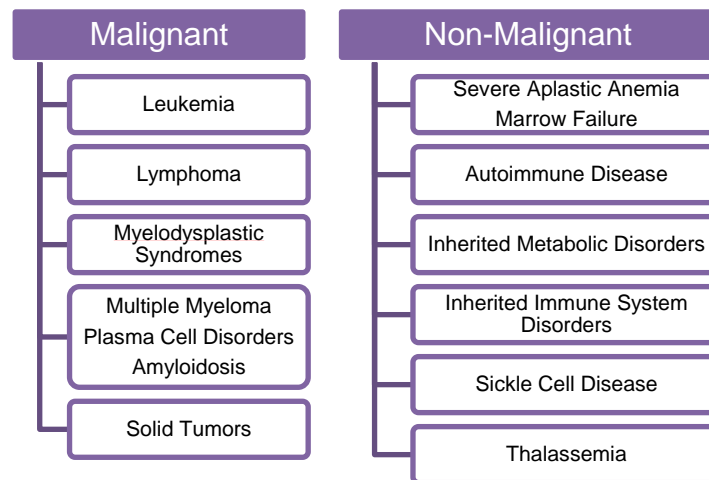 Malignant
Leukemia
Lymphoma
Myelodysplastic
Syndromes
Multiple Myeloma
Plasma Cell Disorders
Amyloidosis
Solid Tumors
Non-Malignant
Severe Aplastic Anemia
Marrow Failure
Autoimmune Disease
Inherited Metabolic Disorders
Inherited Immune System
Disorders
Sickle Cell Disease
Thalassemia